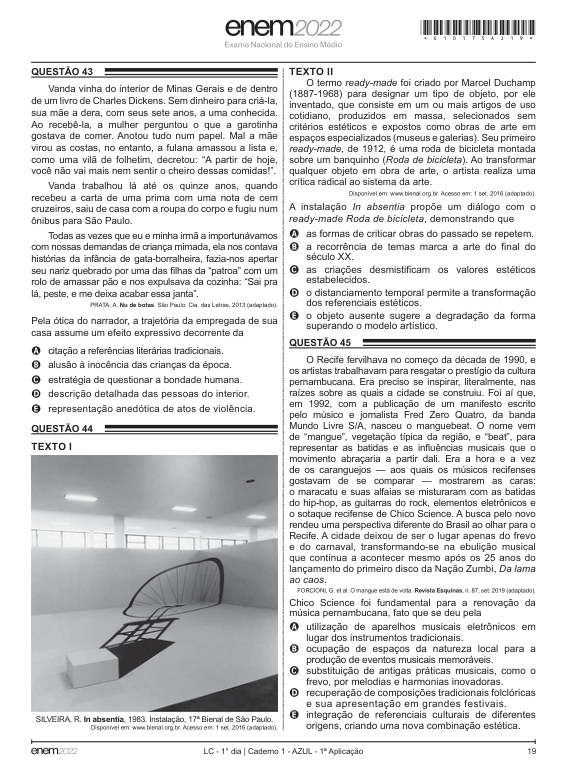 enem2022
Exame Nacional do Ensino Médio
*010175AZ19*
QUESTÃO 43
Vanda vinha do interior de Minas Gerais e de dentro
de um livro de Charles Dickens. Sem dinheiro para criá-la,
sua mãe a dera, com seus sete anos, a uma conhecida.
Ao recebê-la, a mulher perguntou o que a garotinha
gostava de comer. Anotou tudo num papel. Mal a mãe
virou as costas, no entanto, a fulana amassou a lista e,
como uma vilã de folhetim, decretou: “A partir de hoje,
você não vai mais nem sentir o cheiro dessas comidas!”.
Vanda trabalhou lá até os quinze anos, quando
recebeu a carta de uma prima com uma nota de cem
cruzeiros, saiu de casa com a roupa do corpo e fugiu num
ônibus para São Paulo.
Todas as vezes que eu e minha irmã a importunávamos
com nossas demandas de criança mimada, ela nos contava
histórias da infância de gata-borralheira, fazia-nos apertar
seu nariz quebrado por uma das filhas da “patroa” com um
rolo de amassar pão e nos expulsava da cozinha: “Sai pra
lá, peste, e me deixa acabar essa janta”.
PRATA, A. Nu de botas. São Paulo: Cia. das Letras, 2013 (adaptado).
Pela ótica do narrador, a trajetória da empregada de sua
casa assume um efeito expressivo decorrente da
A citação a referências literárias tradicionais.
B alusão à inocência das crianças da época.
C estratégia de questionar a bondade humana.
D descrição detalhada das pessoas do interior.
E representação anedótica de atos de violência.
QUESTÃO 44
TEXTO I
SILVEIRA, R. In absentia, 1983. Instalação, 17ª Bienal de São Paulo.
Disponível em: www.bienal.org.br. Acesso em: 1 set. 2016 (adaptado).
TEXTO II
O termo ready-made foi criado por Marcel Duchamp
(1887-1968) para designar um tipo de objeto, por ele
inventado, que consiste em um ou mais artigos de uso
cotidiano, produzidos em massa, selecionados sem
critérios estéticos e expostos como obras de arte em
espaços especializados (museus e galerias). Seu primeiro
ready-made, de 1912, é uma roda de bicicleta montada
sobre um banquinho (Roda de bicicleta). Ao transformar
qualquer objeto em obra de arte, o artista realiza uma
crítica radical ao sistema da arte.
Disponível em: www.bienal.org.br. Acesso em: 1 set. 2016 (adaptado).
A instalação In absentia propõe um diálogo com o
ready-made Roda de bicicleta, demonstrando que
A as formas de criticar obras do passado se repetem.
B a recorrência de temas marca a arte do final do
século XX.
C as criações desmistificam os valores estéticos
estabelecidos.
D o distanciamento temporal permite a transformação
dos referenciais estéticos.
E o objeto ausente sugere a degradação da forma
superando o modelo artístico.
QUESTÃO 45
O Recife fervilhava no começo da década de 1990, e
os artistas trabalhavam para resgatar o prestígio da cultura
pernambucana. Era preciso se inspirar, literalmente, nas
raízes sobre as quais a cidade se construiu. Foi aí que,
em 1992, com a publicação de um manifesto escrito
pelo músico e jornalista Fred Zero Quatro, da banda
Mundo Livre S/A, nasceu o manguebeat. O nome vem
de “mangue”, vegetação típica da região, e “beat”, para
representar as batidas e as influências musicais que o
movimento abraçaria a partir dali. Era a hora e a vez
de os caranguejos — aos quais os músicos recifenses
gostavam de se comparar — mostrarem as caras:
o maracatu e suas alfaias se misturaram com as batidas
do hip-hop, as guitarras do rock, elementos eletrônicos e
o sotaque recifense de Chico Science. A busca pelo novo
rendeu uma perspectiva diferente do Brasil ao olhar para o
Recife. A cidade deixou de ser o lugar apenas do frevo
e do carnaval, transformando-se na ebulição musical
que continua a acontecer mesmo após os 25 anos do
lançamento do primeiro disco da Nação Zumbi, Da lama
ao caos.
FORCIONI, G. et al. O mangue está de volta. Revista Esquinas, n. 87, set. 2019 (adaptado).
Chico Science foi fundamental para a renovação da
música pernambucana, fato que se deu pela
A utilização de aparelhos musicais eletrônicos em
lugar dos instrumentos tradicionais.
B ocupação de espaços da natureza local para a
produção de eventos musicais memoráveis.
C substituição de antigas práticas musicais, como o
frevo, por melodias e harmonias inovadoras.
D recuperação de composições tradicionais folclóricas
e sua apresentação em grandes festivais.
E integração de referenciais culturais de diferentes
origens, criando uma nova combinação estética.
enem2022
LC - 1° dia | Caderno 1 - AZUL - 1ª Aplicação
19